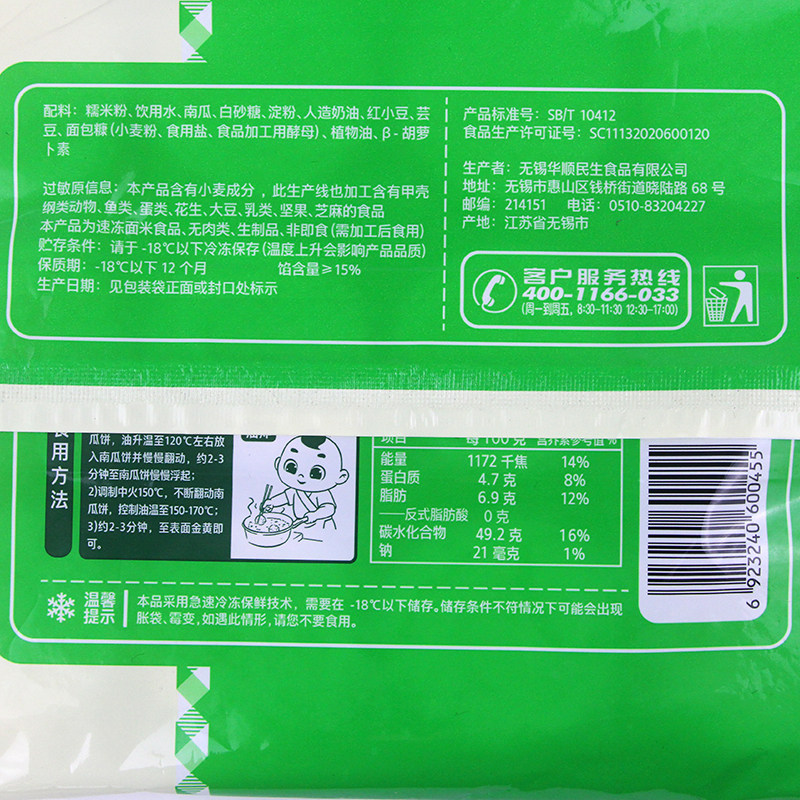 配料：糯米粉、饮用水、南瓜、白砂糖、淀粉、人造奶油、红小豆、芸
豆、面包糠(小麦粉、食用盐、食品加工用酵母)、植物油、β-胡萝
卜素
过敏原信息：本产品含有小麦成分，此生产线也加工含有甲壳
纲类动物、鱼类、蛋类、花生、大豆、乳类、坚果、芝麻的食品
本产品为速冻面米食品、无肉类、生制品、非即食(需加工后食用)
贮存条件：请于-18℃以下冷冻保存(温度上升会影响产品品质)
保质期：-18℃以下 12 个月 馅含量≥15%
生产日期：见包装袋正面或封口处标示
产品标准号：SB/T 10412
食品生产许可证号：SC11132020600120
生产者：无锡华顺民生食品有限公司
地址：无锡市惠山区钱桥街道晓陆路 68 号
邮编：214151 电话：0510-83204227
产地：江苏省无锡市
客户服务热线
400-1166-033
(周一到周五, 8:30-11:30 12:30-17:00)
食用方法
瓜饼，油升温至120℃左右放
入南瓜饼并慢慢翻动，约2-3
分钟至南瓜饼慢慢浮起；
2)调制中火150℃，不断翻动南
瓜饼，控制油温至150-170℃；
3)约2-3分钟，至表面金黄即
可。
油炸
项目 每 100 克 营养素参考值 %
能量 1172 千焦 14%
蛋白质 4.7 克 8%
脂肪 6.9 克 12%
——反式脂肪酸 0 克
碳水化合物 49.2 克 16%
钠 21 毫克 1%
6 923240 600455
温馨
提示
本品采用急速冷冻保鲜技术，需要在 -18℃以下储存。储存条件不符情况下可能会出现
胀袋、霉变，如遇此情形，请您不要食用。